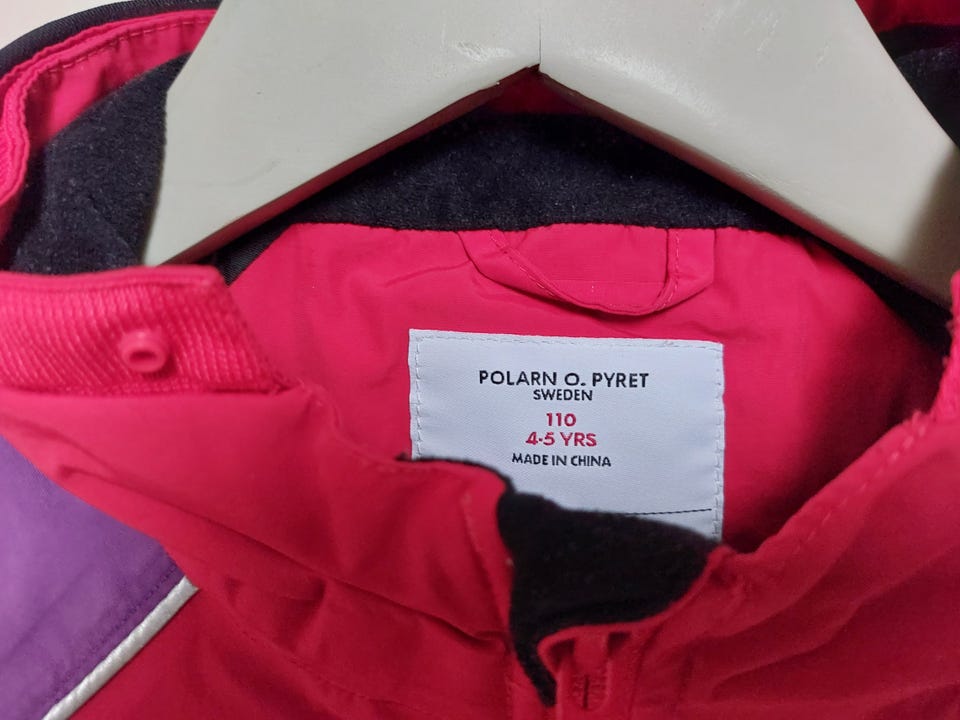 POLARN O. PYRET
SWEDEN
110
4-5 YRS
MADE IN CHINA